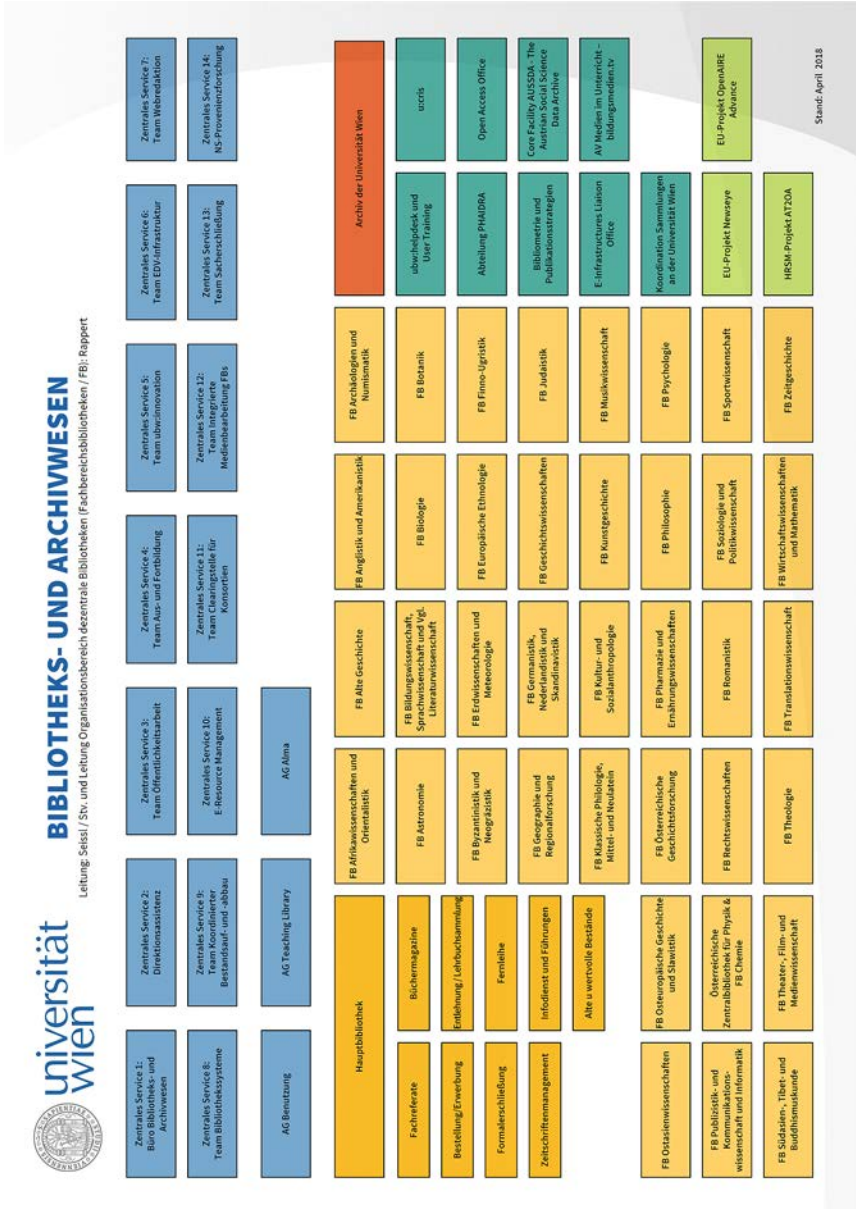 universität
wien
BIBLIOTHEKS- UND ARCHIVWESEN
Leitung: Seissl / Stv. und Leitung Organisationsbereich dezentrale Bibliotheken (Fachbereichsbibliotheken / FB): Rappert
Zentrales Service 1:
Büro Bibliotheks- und
Archivwesen
Zentrales Service 2:
Direktionsassistenz
Zentrales Service 3:
Team Öffentlichkeitsarbeit
Zentrales Service 4:
Team Aus- und Fortbildung
Zentrales Service 5:
Team ubw:innovation
Zentrales Service 6:
Team EDV-Infrastruktur
Zentrales Service 7:
Team Webredaktion
Zentrales Service 8:
Team Bibliothekssysteme
Zentrales Service 9:
Team Koordinierter
Bestandsauf- und -abbau
Zentrales Service 10:
E-Resource Management
Zentrales Service 11:
Team Clearingstelle für
Konsortien
Zentrales Service 12:
Team Integrierte
Medienbearbeitung FBs
Zentrales Service 13:
Team Sacherschließung
Zentrales Service 14:
NS-Provenienzforschung
AG Benutzung
AG Teaching Library
AG Alma
Hauptbibliothek
FB Afrikawissenschaften und
Orientalistik
FB Alte Geschichte
FB Anglistik und Amerikanistik
FB Archäologien und
Numismatik
Archiv der Universität Wien
Fachreferate
Büchermagazine
FB Astronomie
FB Bildungswissenschaft,
Sprachwissenschaft und Vgl.
Literaturwissenschaft
FB Biologie
FB Botanik
ubw:helpdesk und
User Training
u:cris
Bestellung/Erwerbung
Entlehnung / Lehrbuchsammlung
Formalerschließung
Fernleihe
FB Byzantinistik und
Neogräzistik
FB Erdwissenschaften und
Meteorologie
FB Europäische Ethnologie
FB Finno-Ugristik
Abteilung PHAIDRA
Open Access Office
Zeitschriftenmanagement
Infodienst und Führungen
FB Geographie und
Regionalforschung
FB Germanistik,
Nederlandistik und
Skandinavistik
FB Geschichtswissenschaften
FB Judaistik
Bibliometrie und
Publikationsstrategien
Core Facility AUSSDA - The
Austrian Social Science
Data Archive
Alte u wertvolle Bestände
FB Klassische Philologie,
Mittel- und Neulatein
FB Kultur- und
Sozialanthropologie
FB Kunstgeschichte
FB Musikwissenschaft
E-Infrastructures Liaison
Office
AV Medien im Unterricht –
bildungsmedien.tv
FB Ostasienwissenschaften
FB Osteuropäische Geschichte
und Slawistik
FB Österreichische
Geschichtsforschung
FB Pharmazie und
Ernährungswissenschaften
FB Philosophie
FB Psychologie
Koordination Sammlungen
an der Universität Wien
FB Publizistik- und
Kommunikations-
wissenschaft und Informatik
Österreichische
Zentralbibliothek für Physik &
FB Chemie
FB Rechtswissenschaften
FB Romanistik
FB Soziologie und
Politikwissenschaft
FB Sportwissenschaft
EU-Projekt Newseye
EU-Projekt OpenAIRE
Advance
FB Südasien-, Tibet- und
Buddhismuskunde
FB Theater-, Film- und
Medienwissenschaft
FB Theologie
FB Translationswissenschaft
FB Wirtschaftswissenschaften
und Mathematik
FB Zeitgeschichte
HRSM-Projekt AT2OA
Stand: April 2018